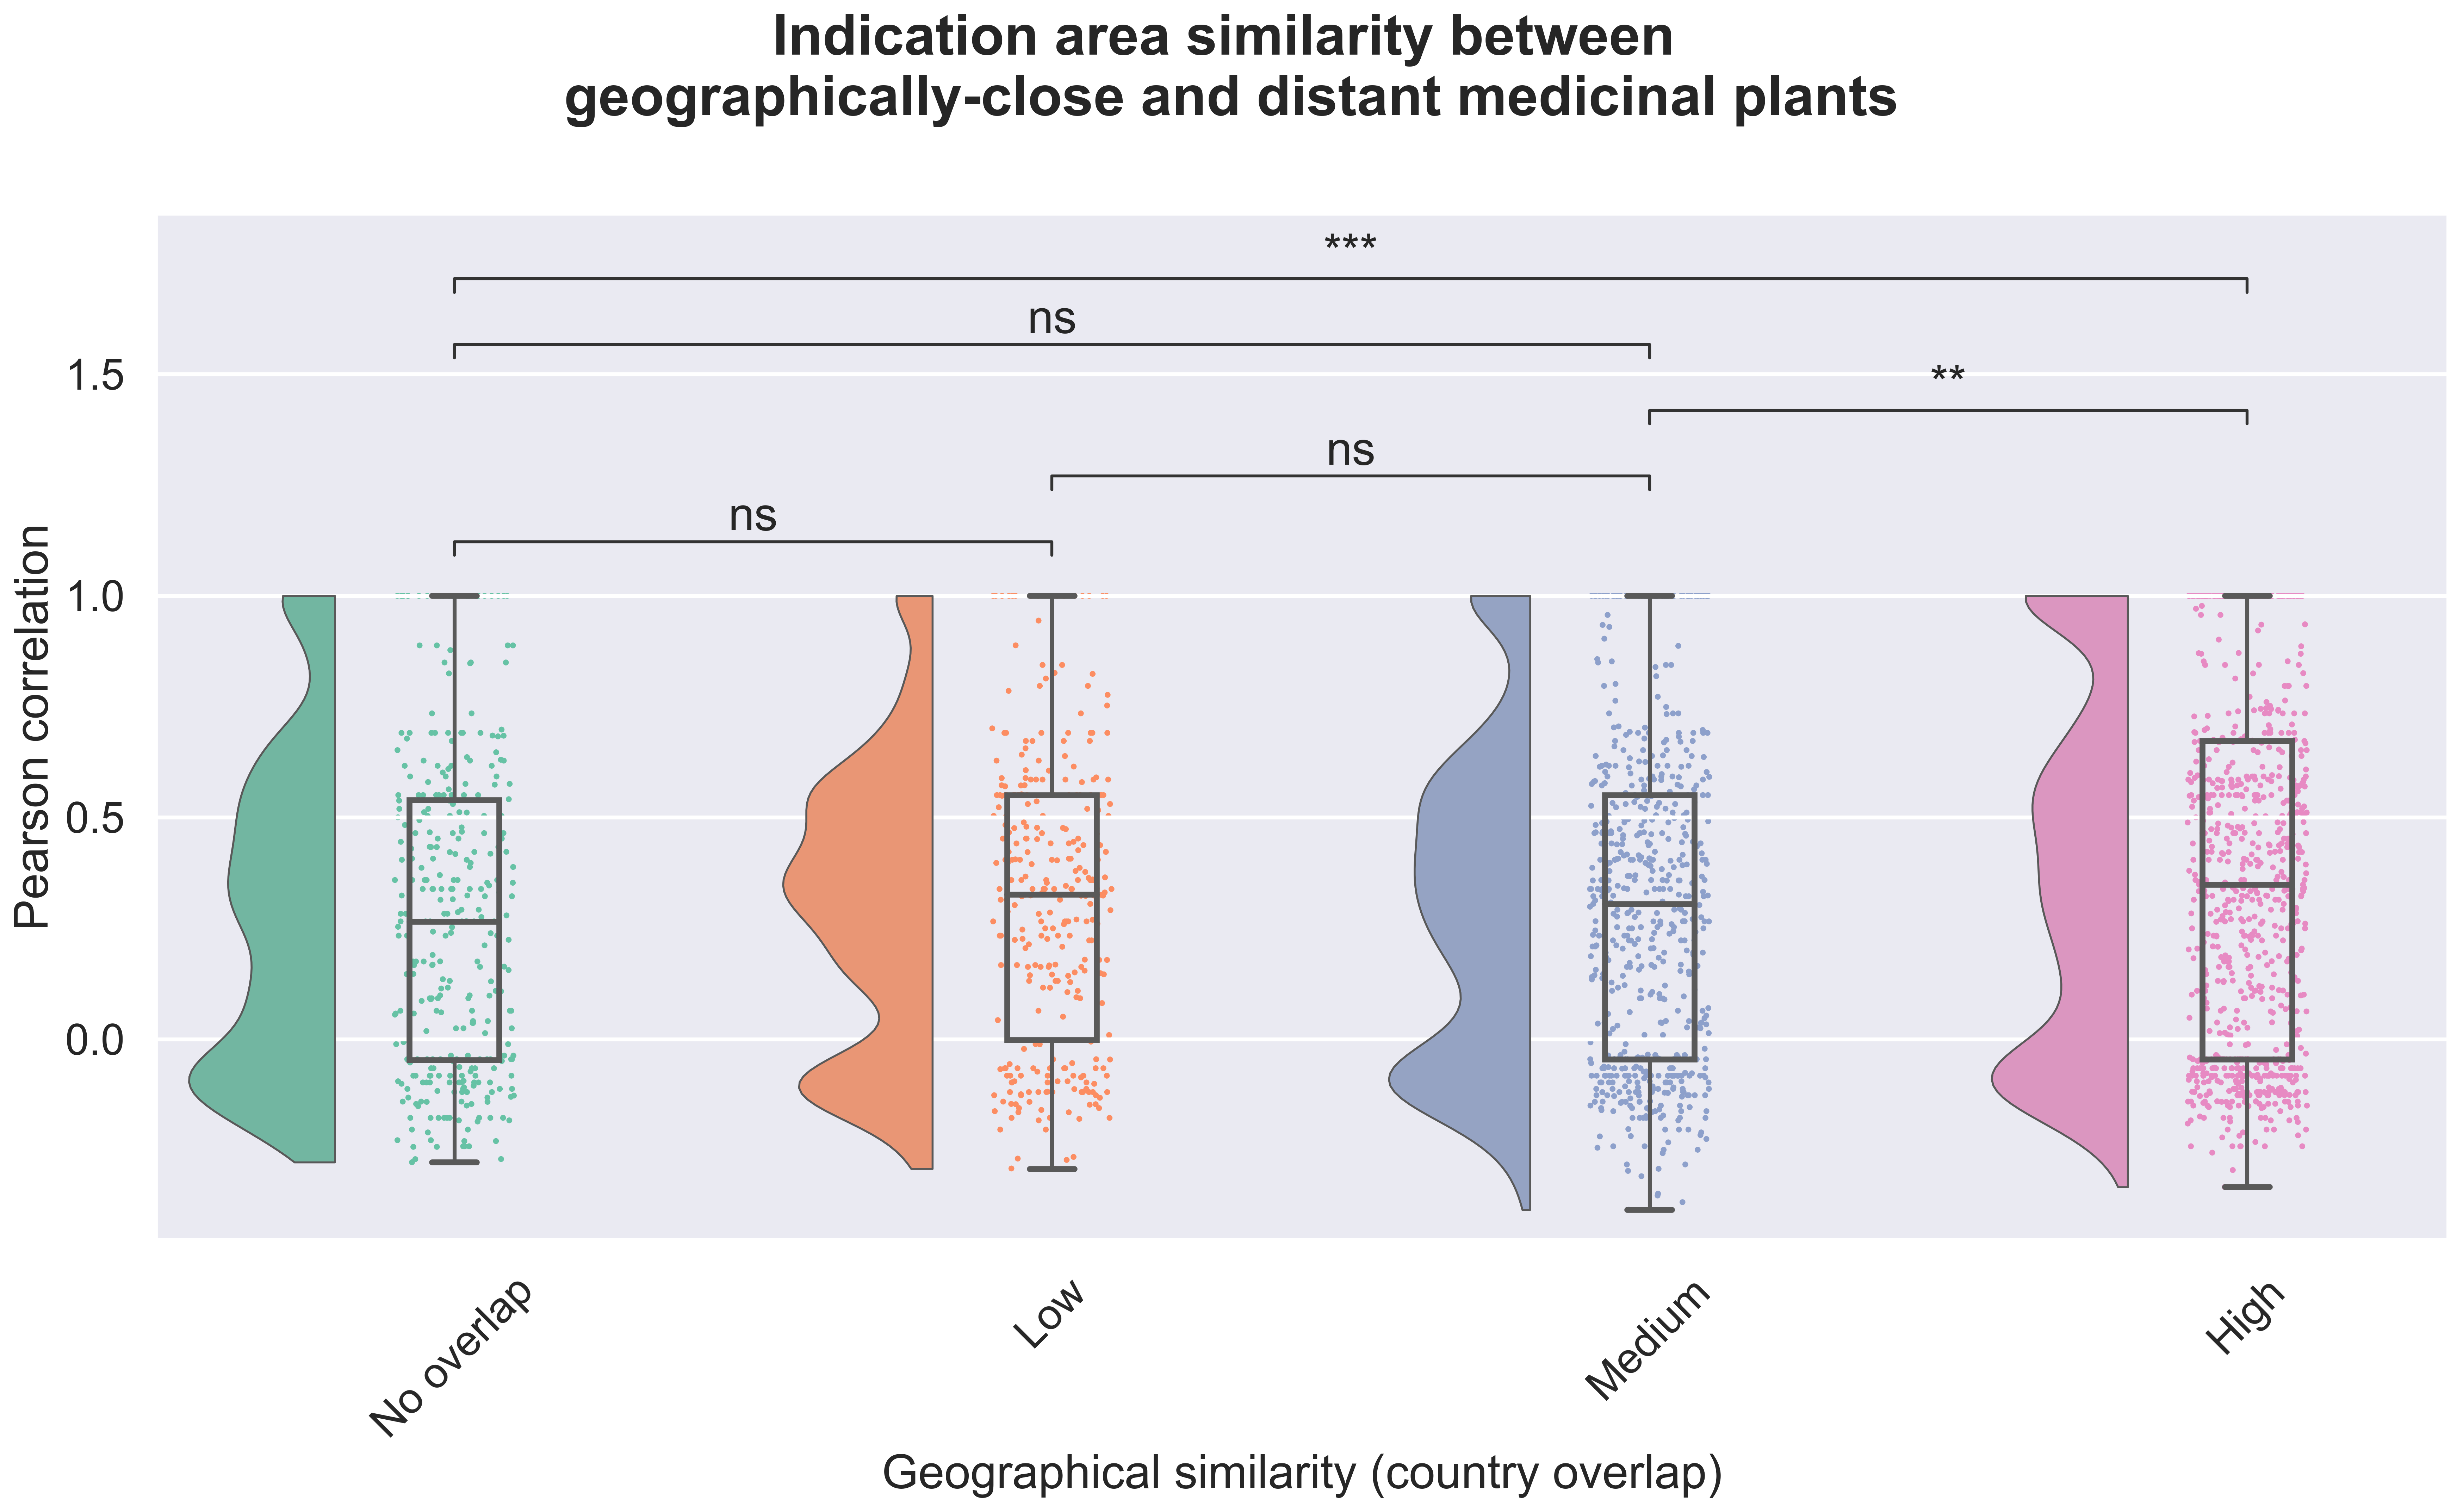 Indication area similarity between
geographically-close and distant medicinal plants
***
ns
1.5
**
ns
ns
1.0
0.5
0.0
Pearson correlation
No overlap
Low
Medium
High
Geographical similarity (country overlap)